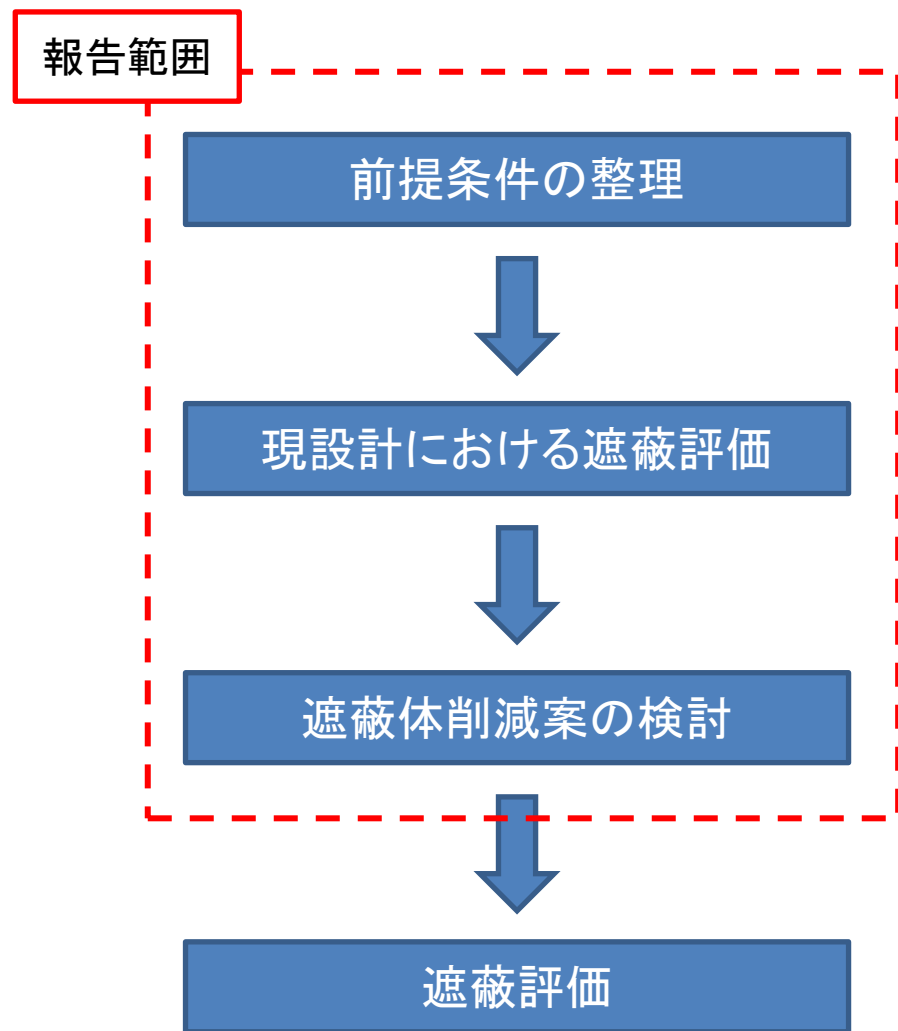 報告範囲
前提条件の整理
現設計における遮蔽評価
遮蔽体削減案の検討
遮蔽評価